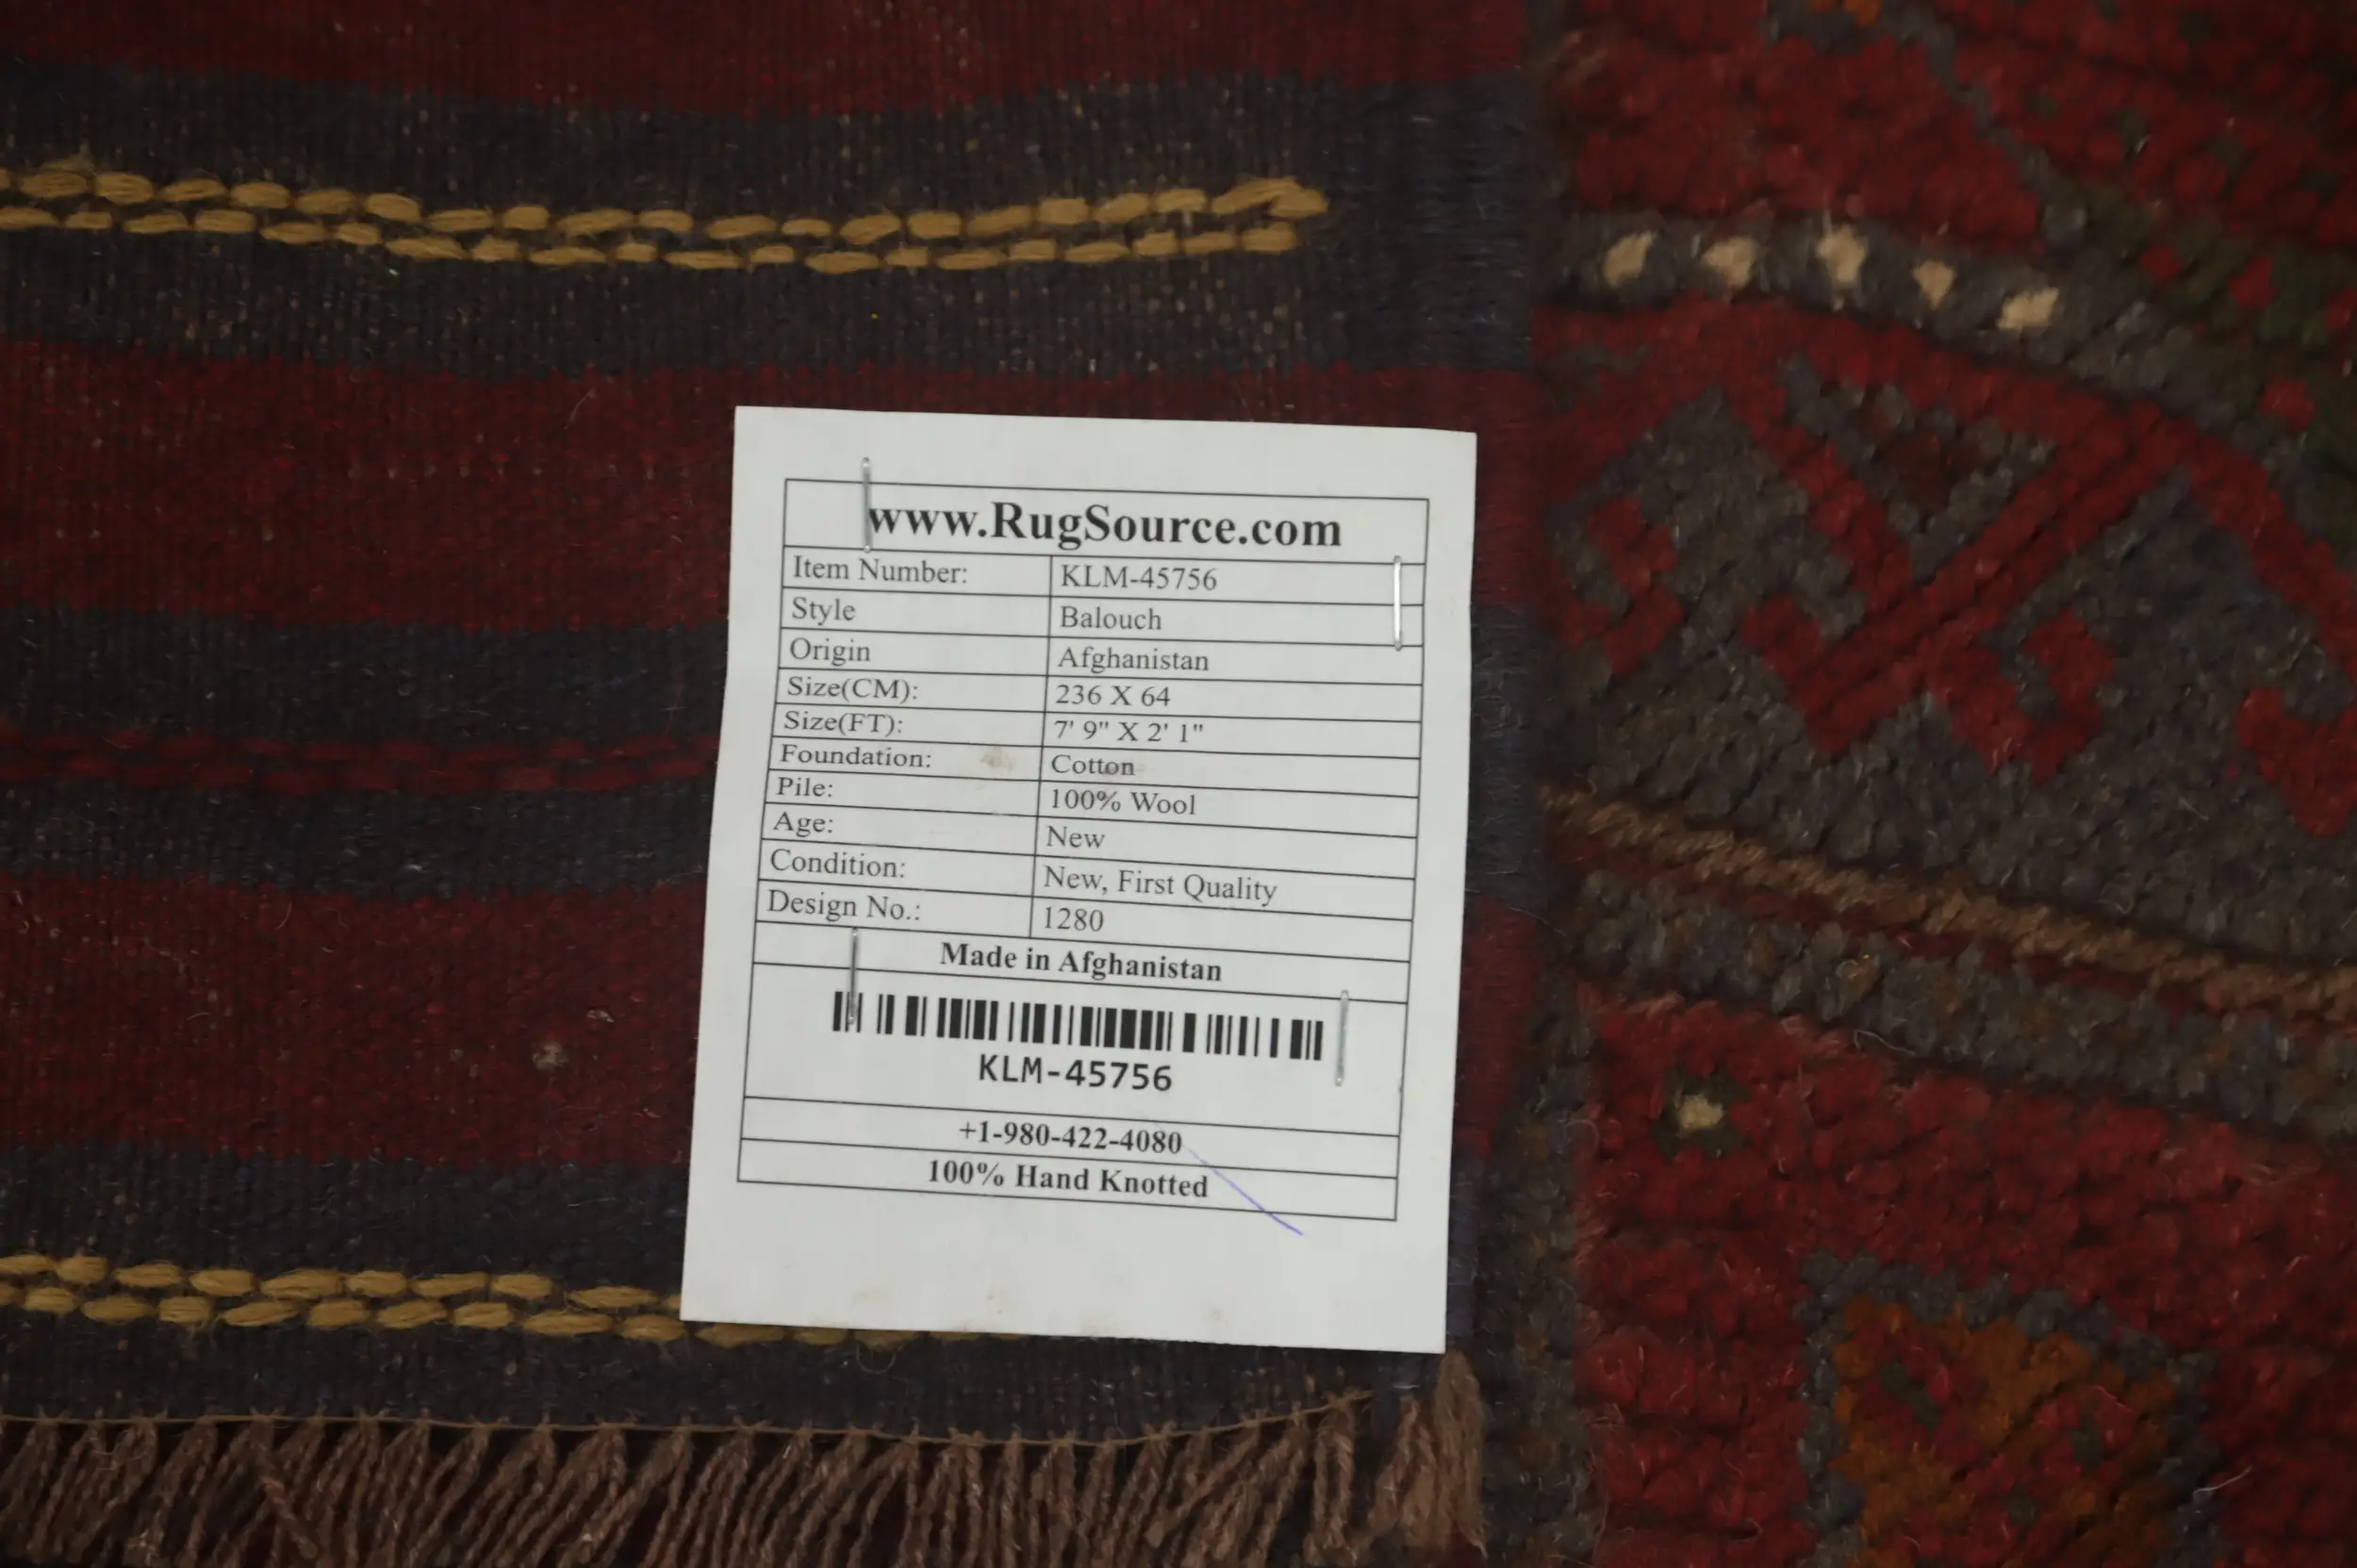 www.RugSource.com
Item Number: KLM-45756
Style Balouch
Origin Afghanistan
Size(CM): 236 X 64
Size(FT): 7' 9" X 2' 1"
Foundation: Cotton
Pile: 100% Wool
Age: New
Condition: New, First Quality
Design No.: 1280
Made in Afghanistan
KLM-45756
+1-980-422-4080
100% Hand Knotted